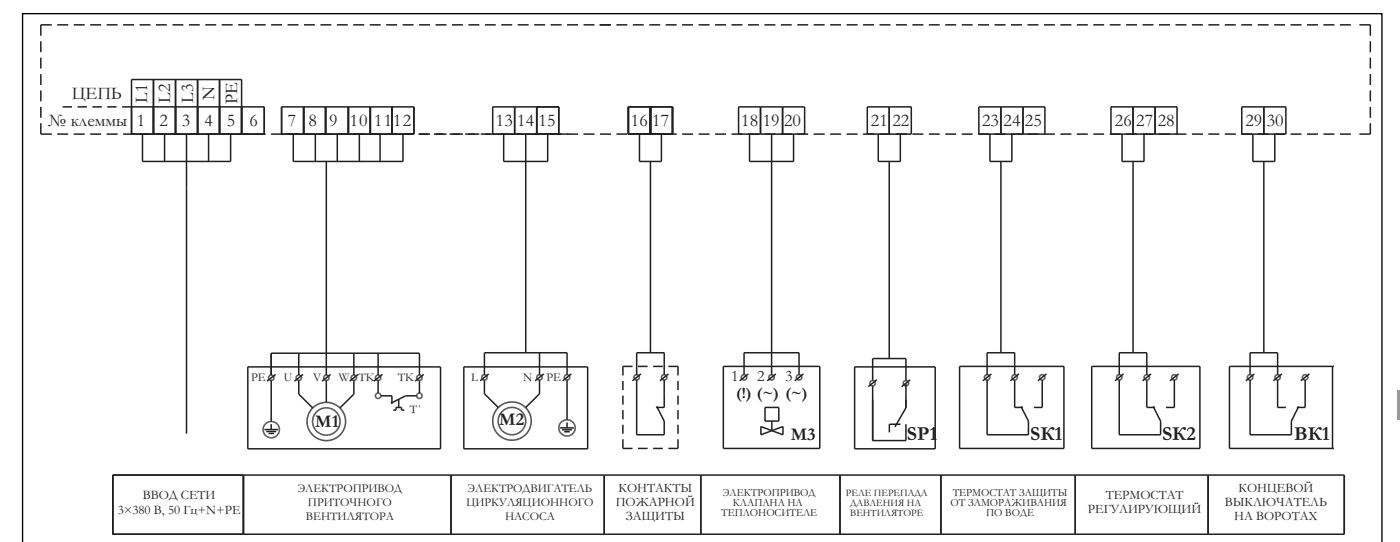 ЦЕПЬ L1 L2 L3 N PE
№ клеммы 1 2 3 4 5 6 7 8 9 10 11 12 13 14 15 16 17 18 19 20 21 22 23 24 25 26 27 28 29 30
PE U V W TK TK
T°
M1
L N PE
M2
1 2 3
(!) (~) (~)
M3
SP1
SK1
SK2
BK1
ВВОД СЕТИ
3×380 В, 50 Гц+N+PE
ЭЛЕКТРОПРИВОД
ПРИТОЧНОГО
ВЕНТИЛЯТОРА
ЭЛЕКТРОДВИГАТЕЛЬ
ЦИРКУЛЯЦИОННОГО
НАСОСА
КОНТАКТЫ
ПОЖАРНОЙ
ЗАЩИТЫ
ЭЛЕКТРОПРИВОД
КЛАПАНА НА
ТЕПЛОНОСИТЕЛЕ
РЕЛЕ ПЕРЕПАДА
ДАВЛЕНИЯ НА
ВЕНТИЛЯТОРЕ
ТЕРМОСТАТ ЗАЩИТЫ
ОТ ЗАМОРАЖИВАНИЯ
ПО ВОДЕ
ТЕРМОСТАТ
РЕГУЛИРУЮЩИЙ
КОНЦЕВОЙ
ВЫКЛЮЧАТЕЛЬ
НА ВОРОТАХ